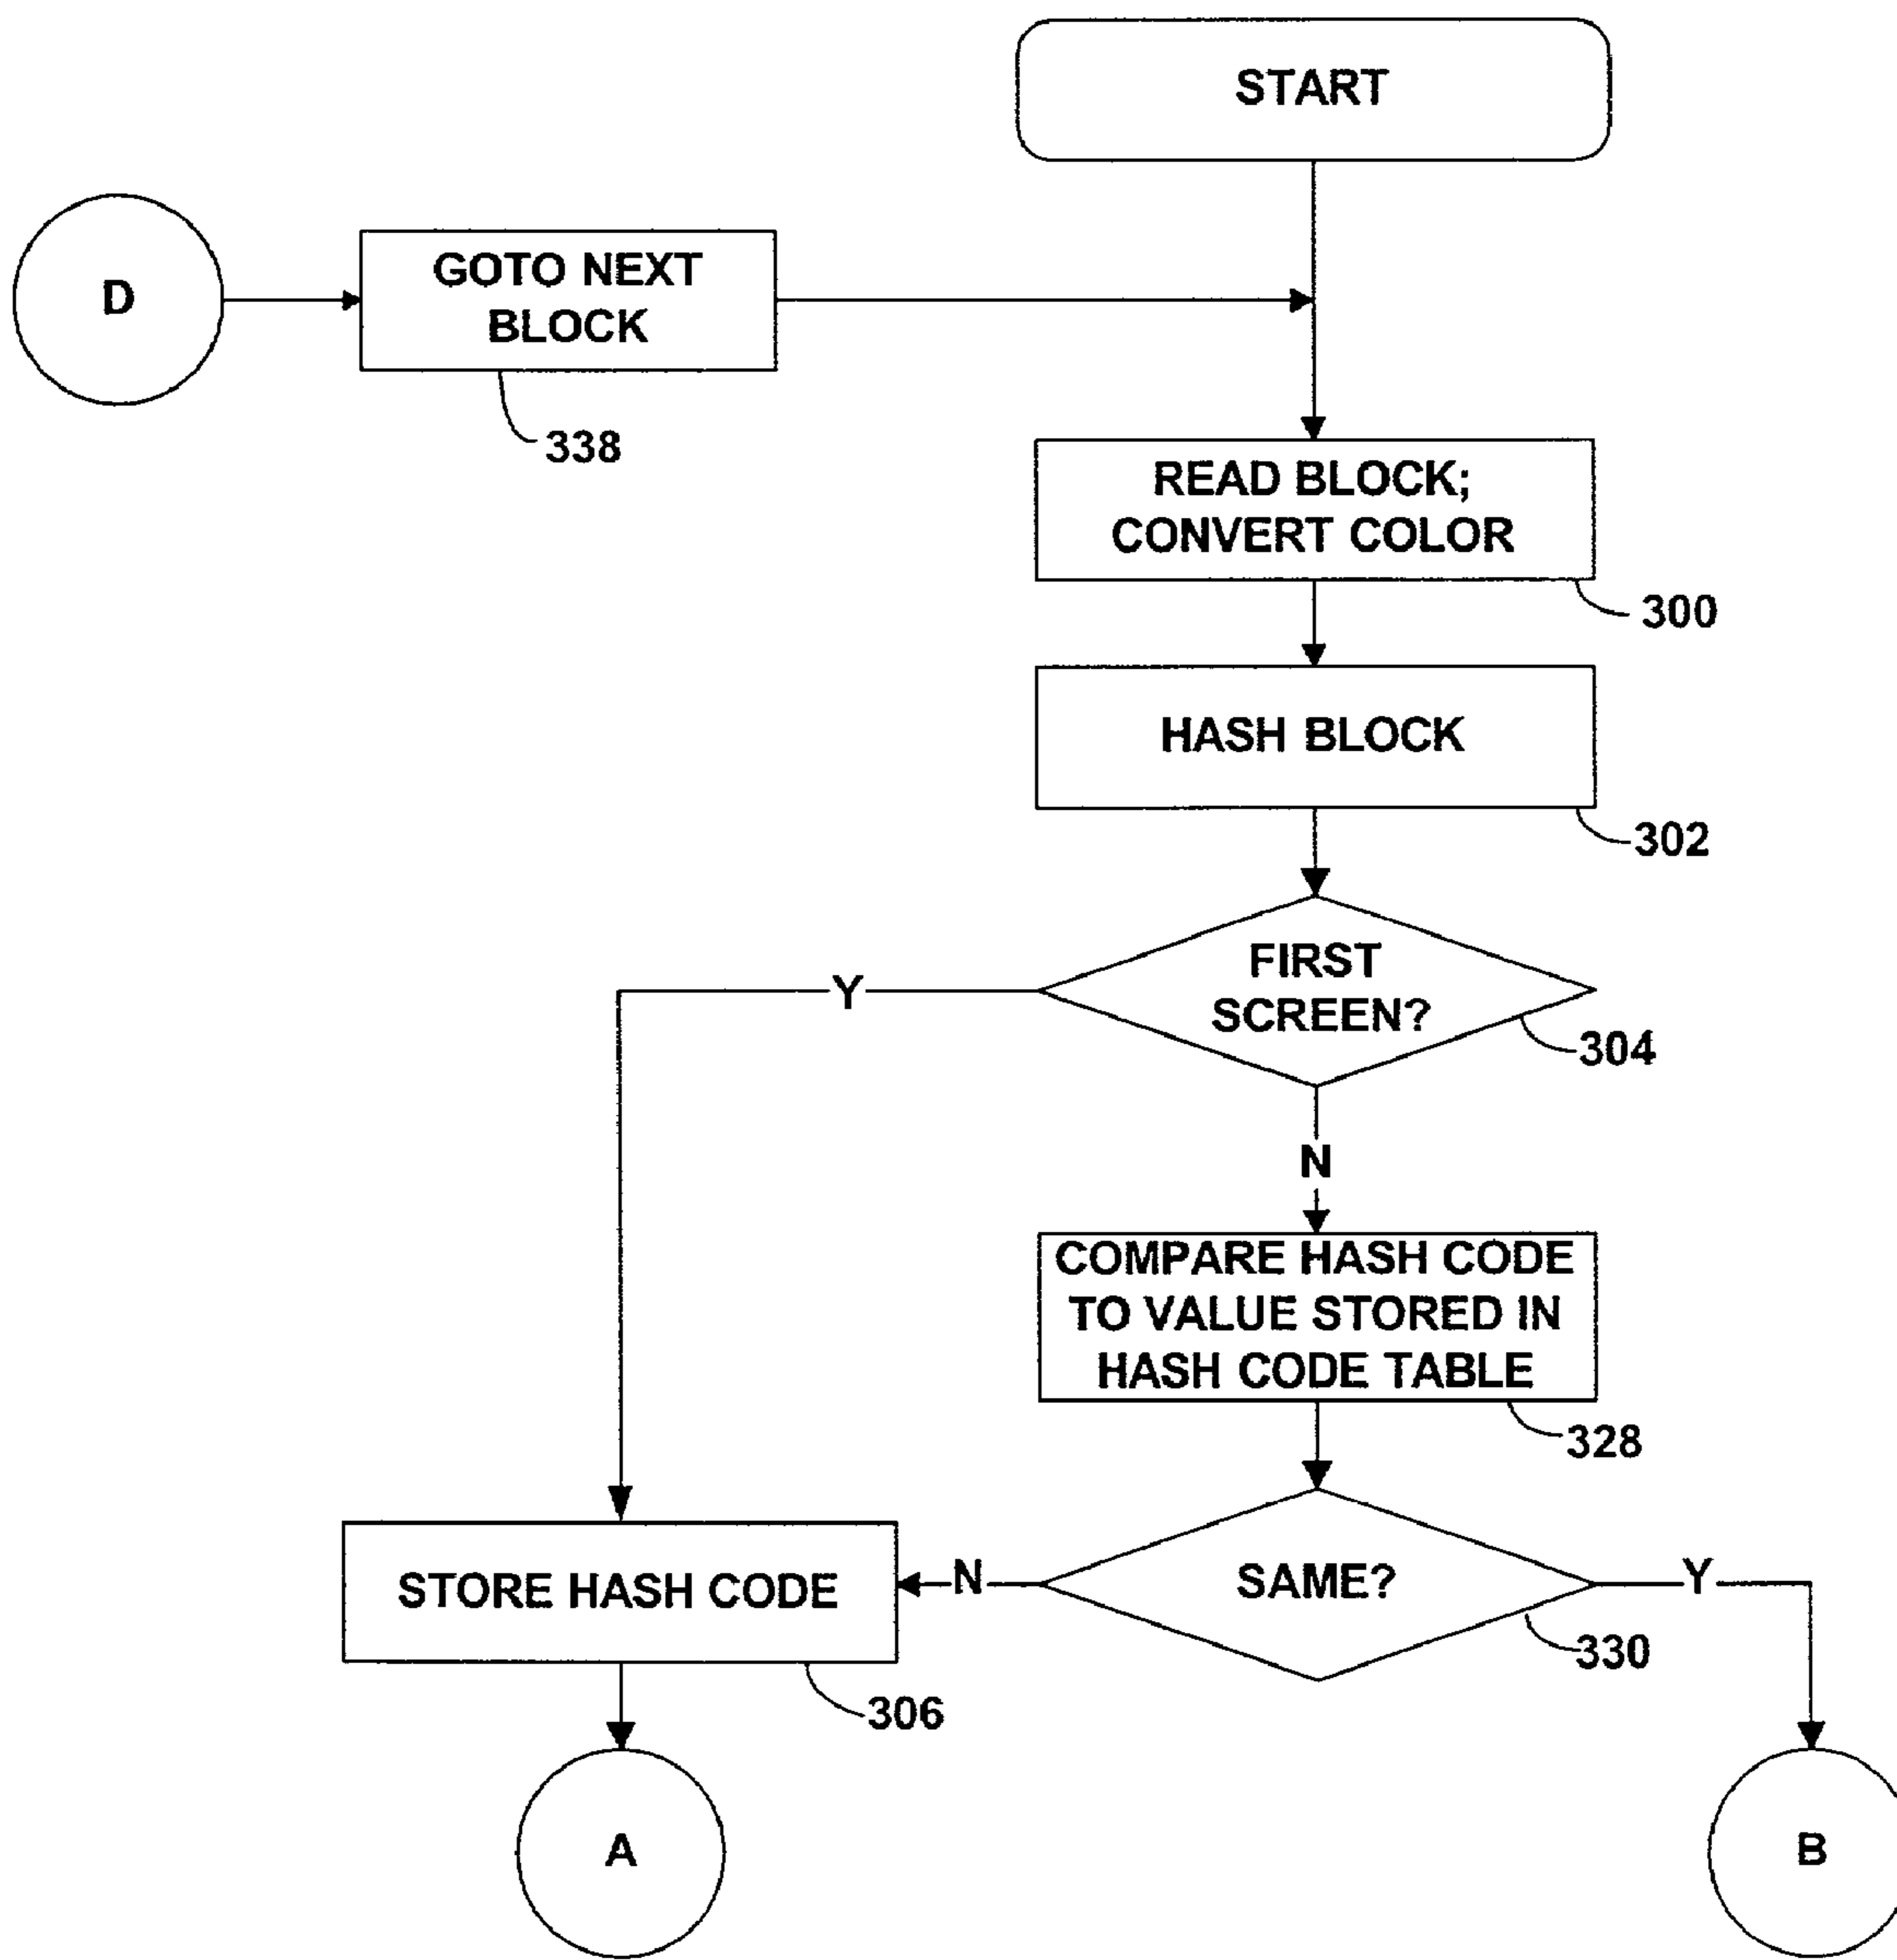 START
D
GOTO NEXT
BLOCK
338
READ BLOCK;
CONVERT COLOR
300
HASH BLOCK
302
FIRST
SCREEN?
Y
304
N
COMPARE HASH CODE
TO VALUE STORED IN
HASH CODE TABLE
328
STORE HASH CODE
N
SAME?
Y
330
306
A
B